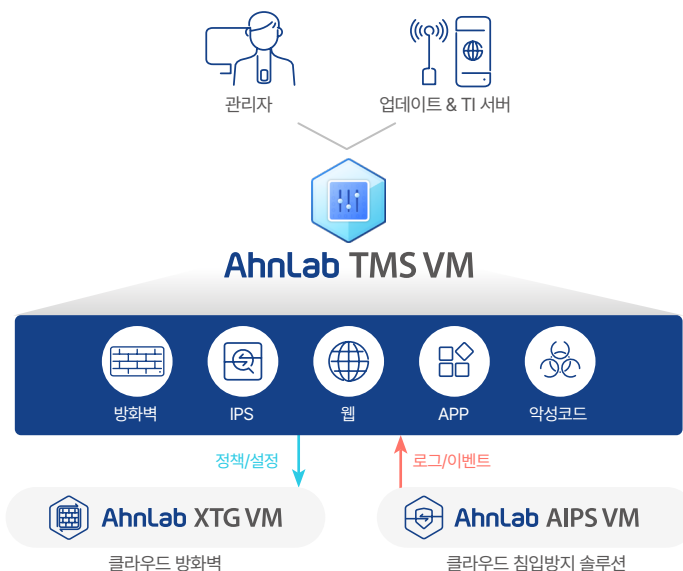 관리자
업데이트 & TI 서버
AhnLab TMS VM
방화벽
IPS
웹
APP
악성코드
정책/설정
로그/이벤트
AhnLab XTG VM
AhnLab AIPS VM
클라우드 방화벽
클라우드 침입방지 솔루션